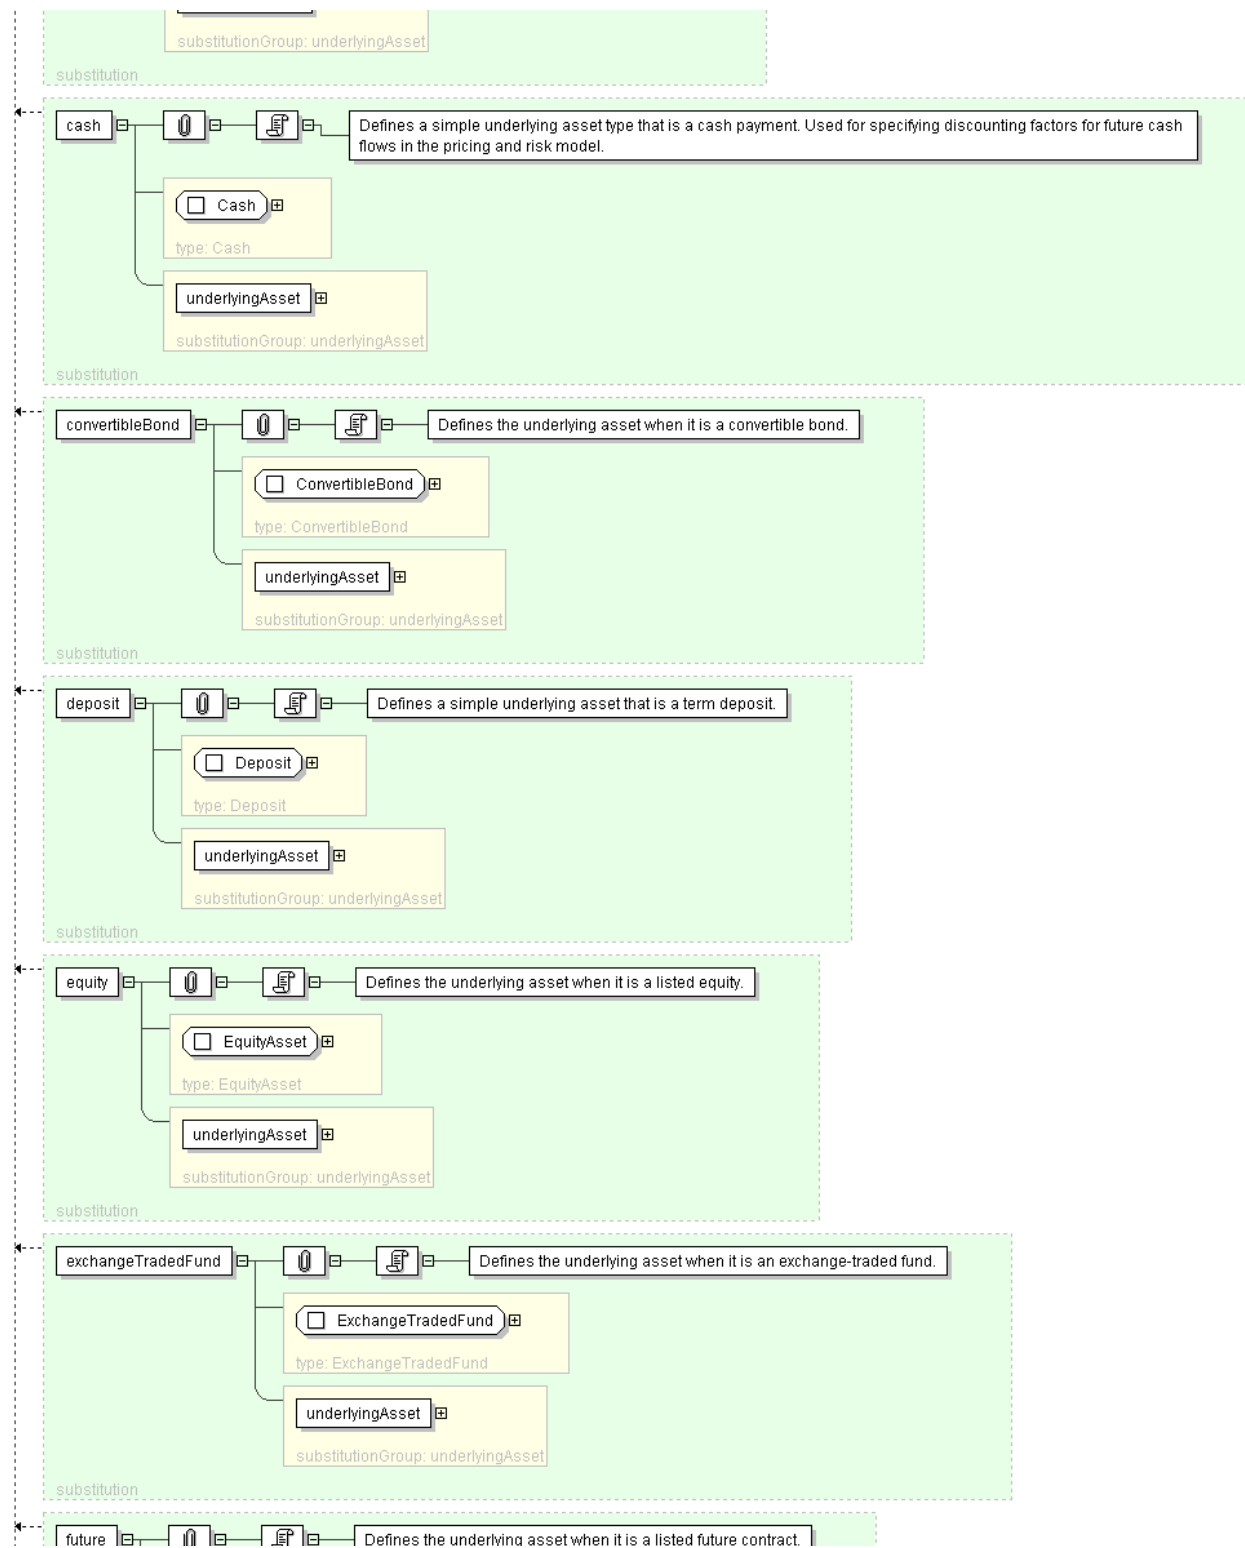 substitutionGroup: underlyingAsset
substitution
cash
Defines a simple underlying asset type that is a cash payment. Used for specifying discounting factors for future cash
flows in the pricing and risk model.
Cash
type: Cash
underlyingAsset
substitutionGroup: underlyingAsset
substitution
convertibleBond
Defines the underlying asset when it is a convertible bond.
ConvertibleBond
type: ConvertibleBond
underlyingAsset
substitutionGroup: underlyingAsset
substitution
deposit
Defines a simple underlying asset that is a term deposit.
Deposit
type: Deposit
underlyingAsset
substitutionGroup: underlyingAsset
substitution
equity
Defines the underlying asset when it is a listed equity.
EquityAsset
type: EquityAsset
underlyingAsset
substitutionGroup: underlyingAsset
substitution
exchangeTradedFund
Defines the underlying asset when it is an exchange-traded fund.
ExchangeTradedFund
type: ExchangeTradedFund
underlyingAsset
substitutionGroup: underlyingAsset
substitution
future
Defines the underlying asset when it is a listed future contract.